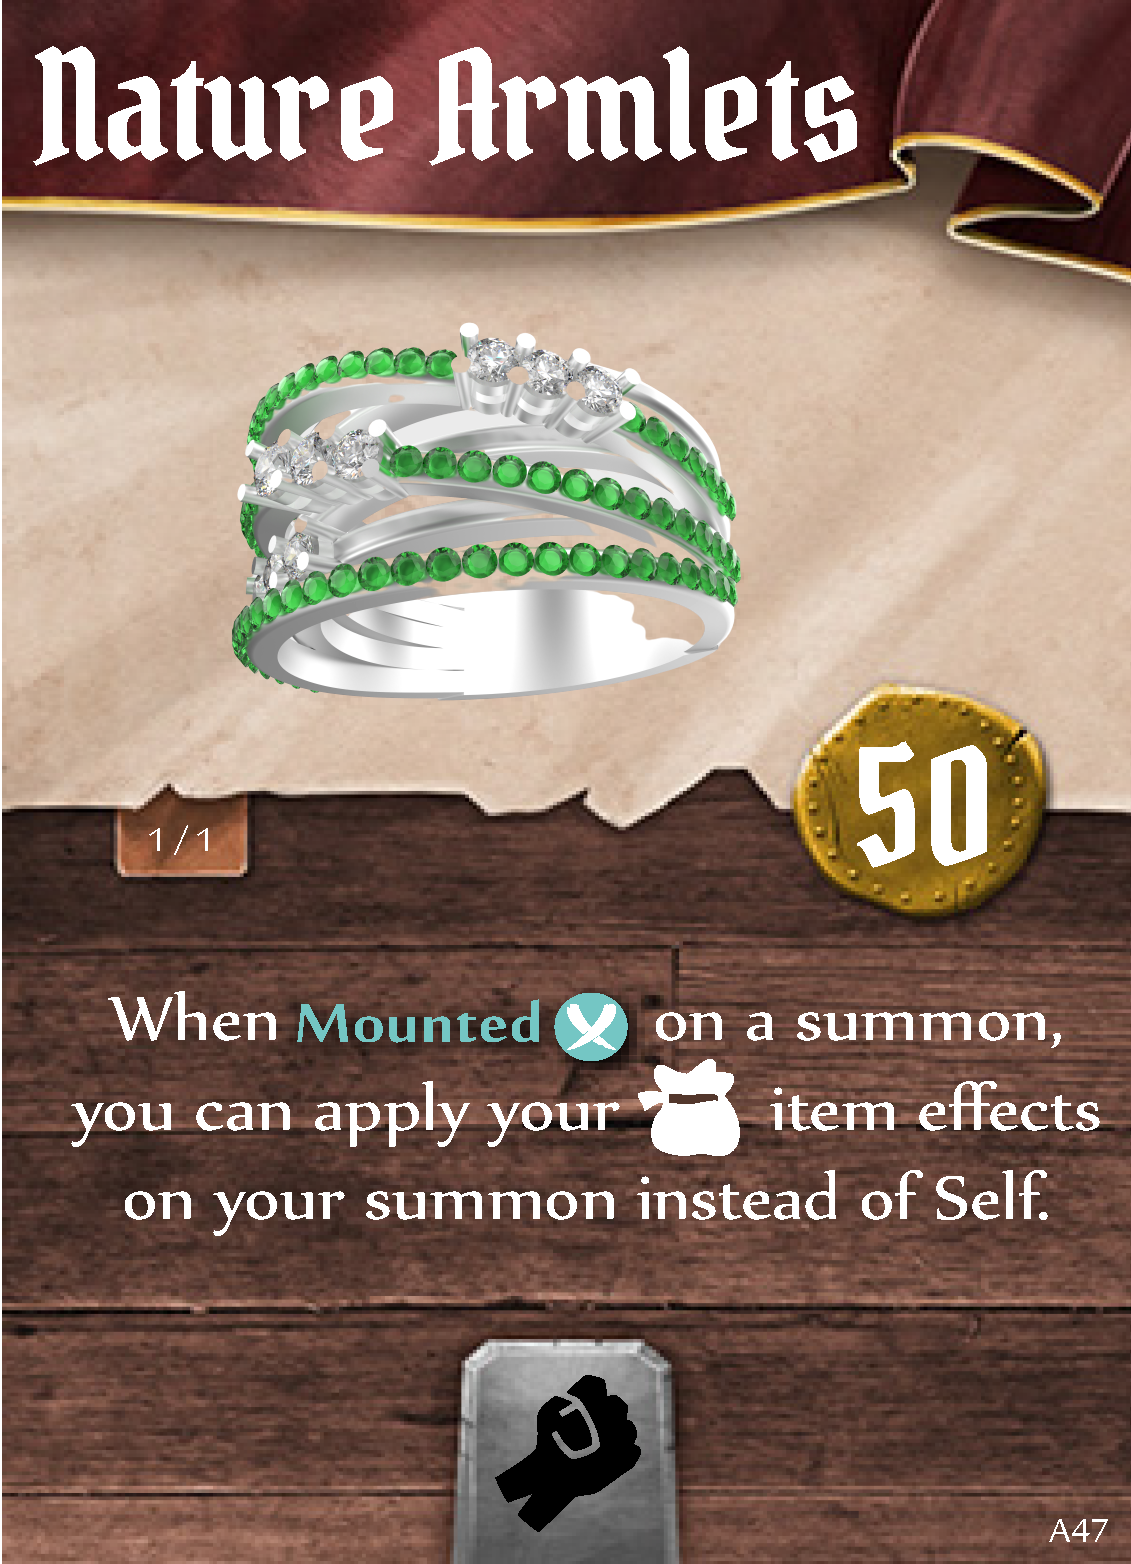 Nature Armlets
50
1/1
When Mounted on a summon,
you can apply your item effects
on your summon instead of Self.
A47